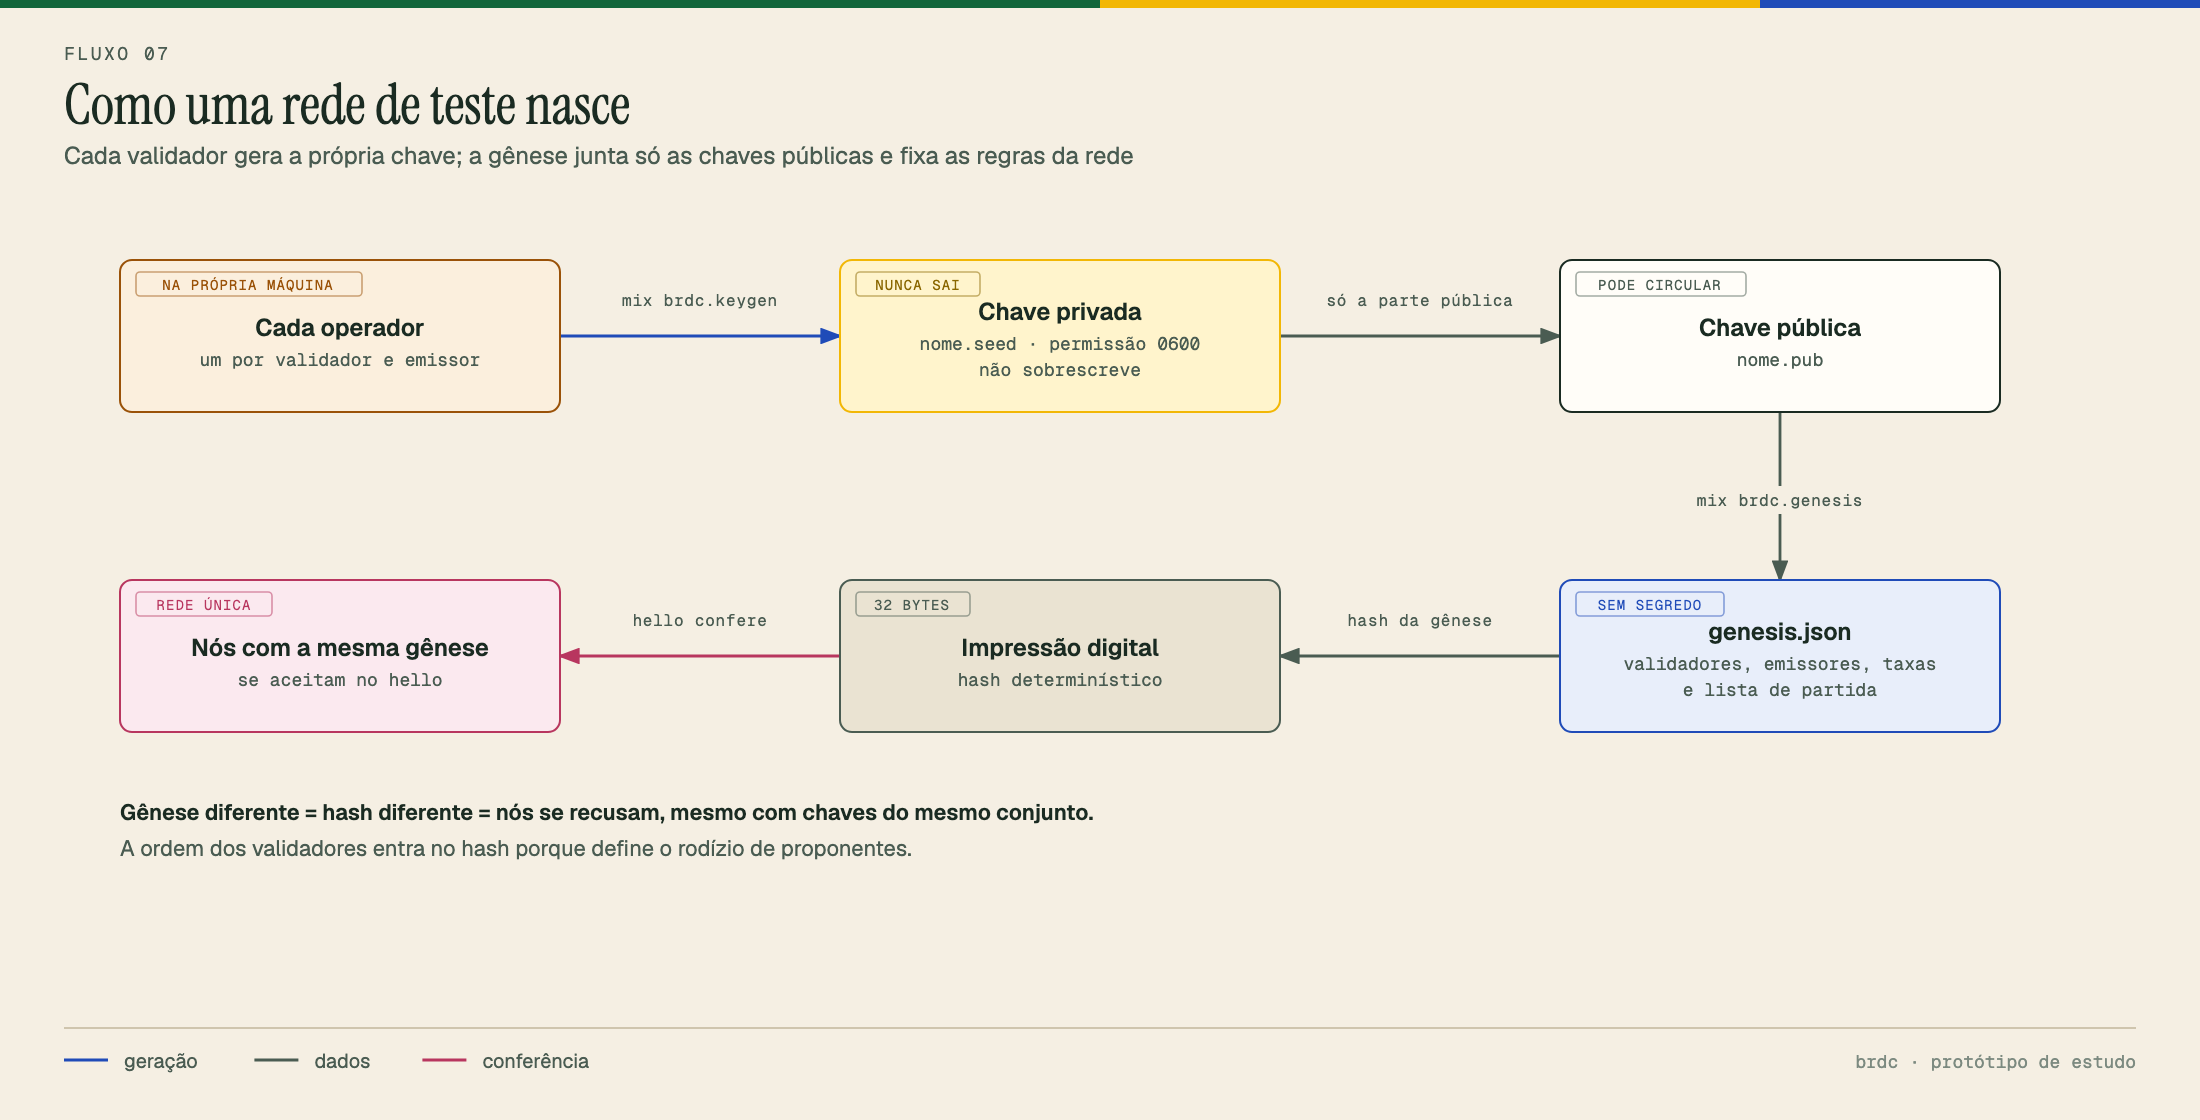 FLUXO 07
Como uma rede de teste nasce
Cada validador gera a própria chave; a gênese junta só as chaves públicas e fixa as regras da rede
NA PRÓPRIA MÁQUINA
Cada operador
um por validador e emissor
mix brdc.keygen
NUNCA SAI
Chave privada
nome.seed · permissão 0600
não sobrescreve
só a parte pública
PODE CIRCULAR
Chave pública
nome.pub
mix brdc.genesis
SEM SEGREDO
genesis.json
validadores, emissores, taxas
e lista de partida
hash da gênese
32 BYTES
Impressão digital
hash determinístico
hello confere
REDE ÚNICA
Nós com a mesma gênese
se aceitam no hello
Gênese diferente = hash diferente = nós se recusam, mesmo com chaves do mesmo conjunto.
A ordem dos validadores entra no hash porque define o rodízio de proponentes.
geração
dados
conferência
brdc · protótipo de estudo